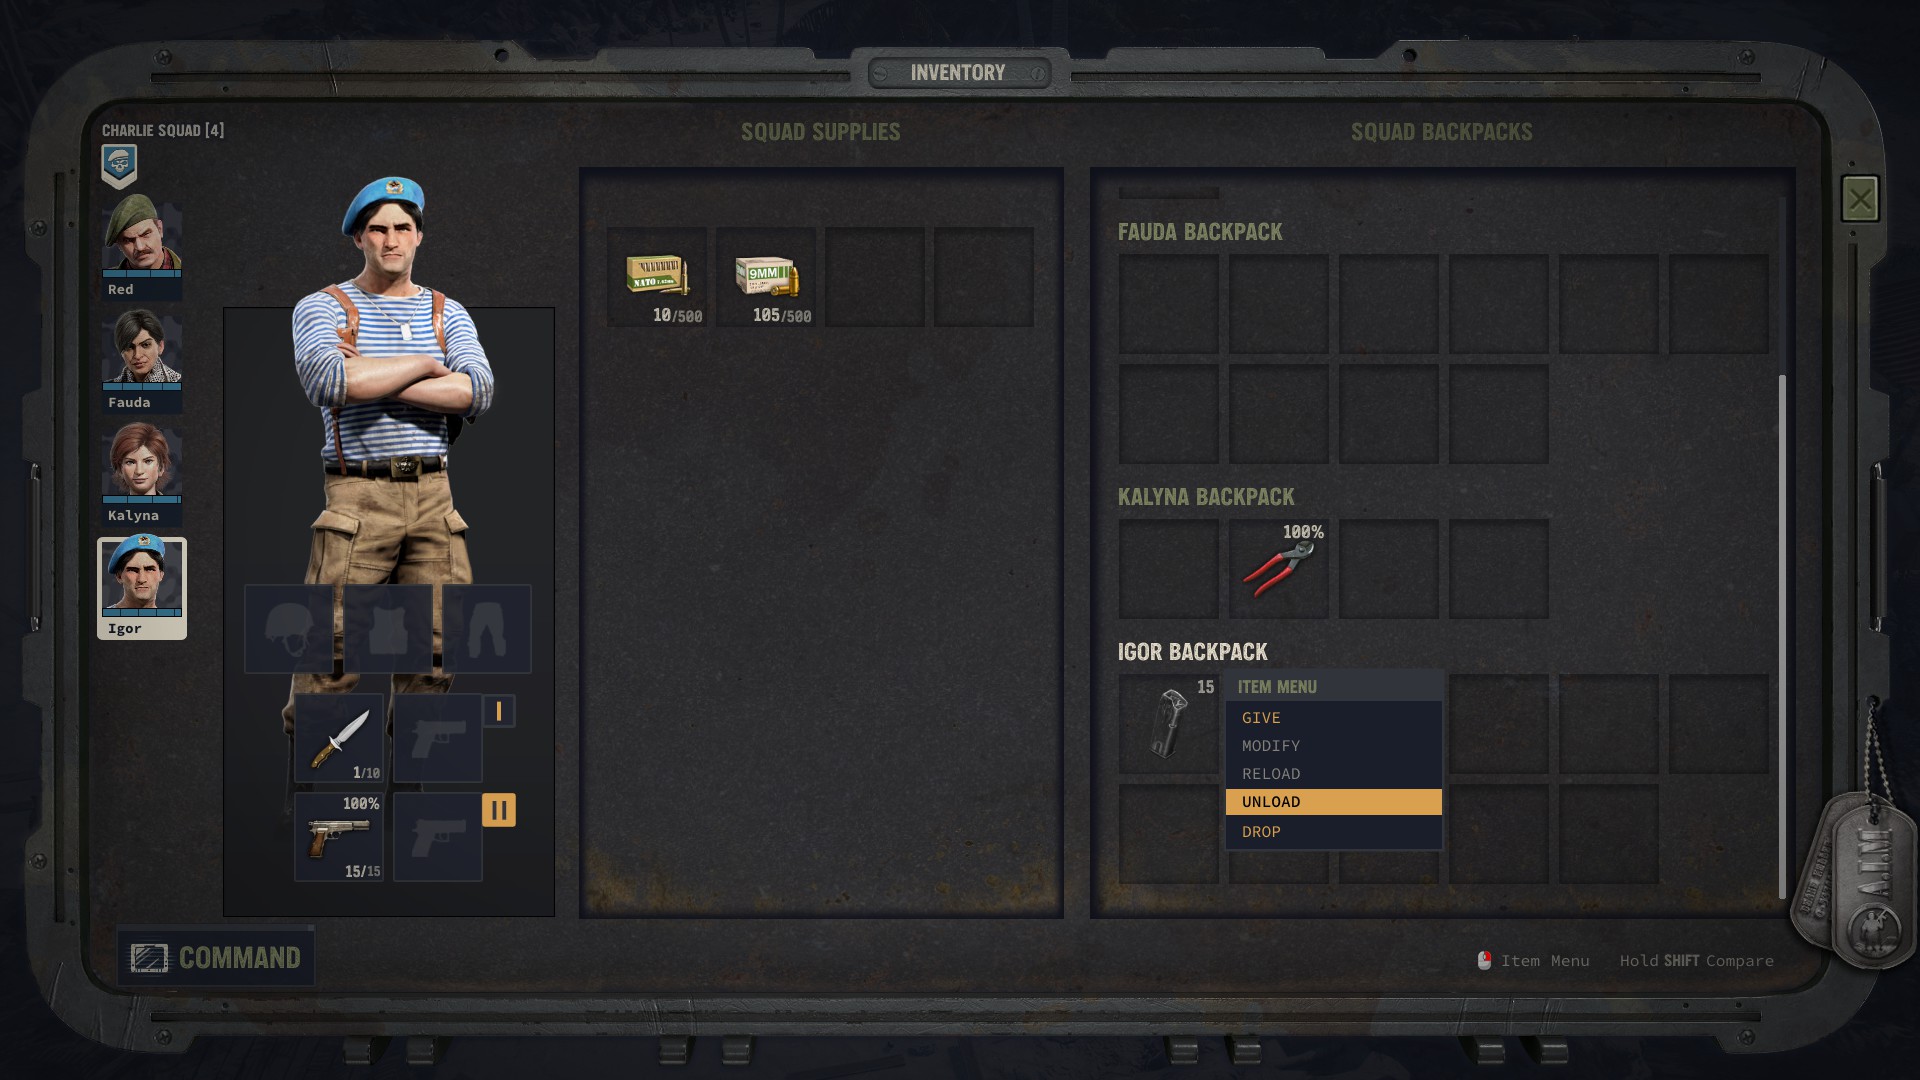 INVENTORY
CHARLIE SQUAD [4]
SQUAD SUPPLIES
SQUAD BACKPACKS
Red
Fauda
Kalyna
Igor
NATO
10/500
9MM
105/500
FAUDA BACKPACK
KALYNA BACKPACK
100%
IGOR BACKPACK
15
ITEM MENU
GIVE
MODIFY
RELOAD
UNLOAD
DROP
1/10
I
100%
15/15
II
COMMAND
Item Menu
Hold SHIFT Compare
A.I.M